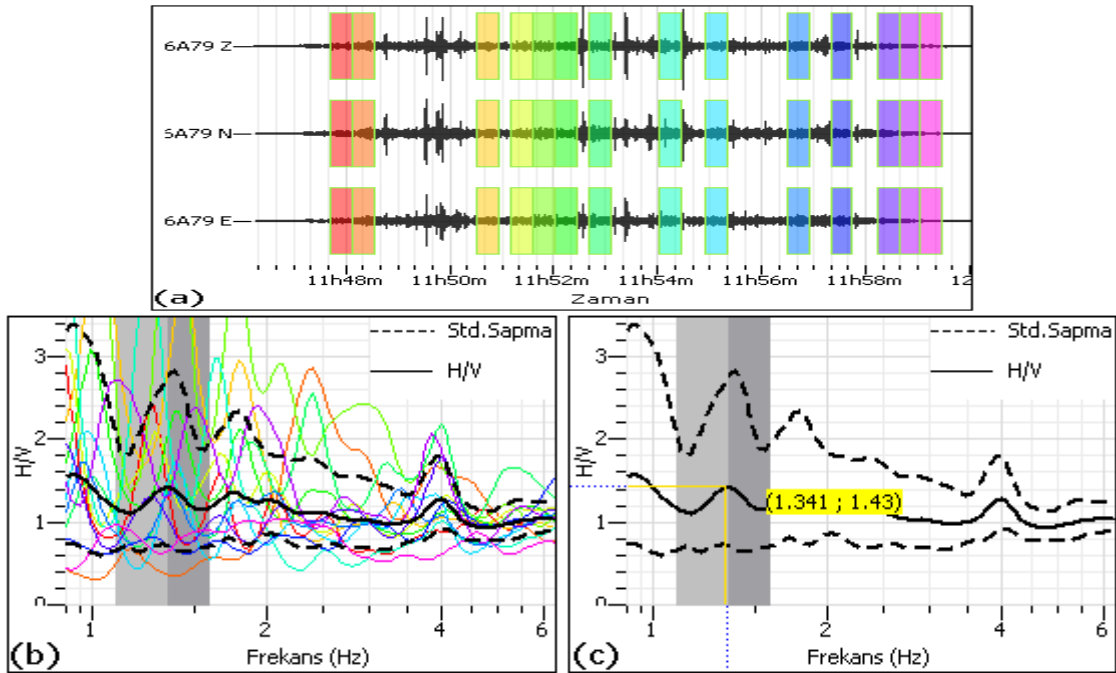 6A79 Z
5A79 N
6A79 E
11h48m 11h50m 11h52m 11h54m 11h56m 11h58m 12
Zaman
(a)
Std.Sapma
H/V
3
2
1
0
H/V
1 2 4 6
Frekans (Hz)
(b)
Std.Sapma
H/V
3
2
1
0
H/V
(1.341 ; 1.43)
1 2 4 6
Frekans (Hz)
(c)